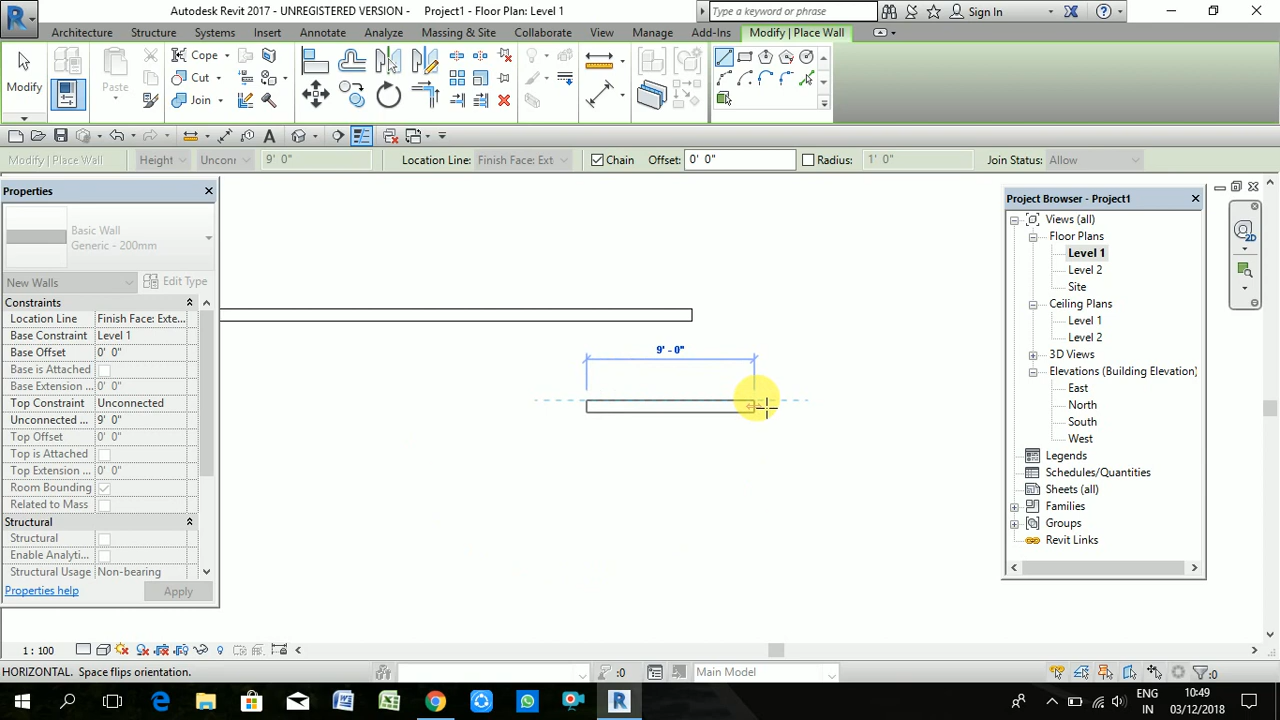 Autodesk Revit 2017 - UNREGISTERED VERSION - Project1 - Floor Plan: Level 1
Type a keyword or phrase
Sign In
Architecture Structure Systems Insert Annotate Analyze Massing & Site Collaborate View Manage Add-Ins Modify | Place Wall
Modify
Paste
Cope
Cut
Join
Modify | Place Wall Height Unconr 9' 0" Location Line: Finish Face: Ext Chain Offset: 0' 0" Radius: 1' 0" Join Status: Allow
Properties
Basic Wall
Generic - 200mm
New Walls Edit Type
Constraints
Location Line Finish Face: Exte...
Base Constraint Level 1
Base Offset 0' 0"
Base is Attached
Base Extension ... 0' 0"
Top Constraint Unconnected
Unconnected ... 9' 0"
Top Offset 0' 0"
Top is Attached
Top Extension ... 0' 0"
Room Bounding
Related to Mass
Structural
Structural
Enable Analyti...
Structural Usage Non-bearing
Properties help Apply
9' - 0"
Project Browser - Project1
Views (all)
Floor Plans
Level 1
Level 2
Site
Ceiling Plans
Level 1
Level 2
3D Views
Elevations (Building Elevation)
East
North
South
West
Legends
Schedules/Quantities
Sheets (all)
Families
Groups
Revit Links
2D
1 : 100
HORIZONTAL. Space flips orientation. :0 Main Model :0
ENG
IN
10:49
03/12/2018